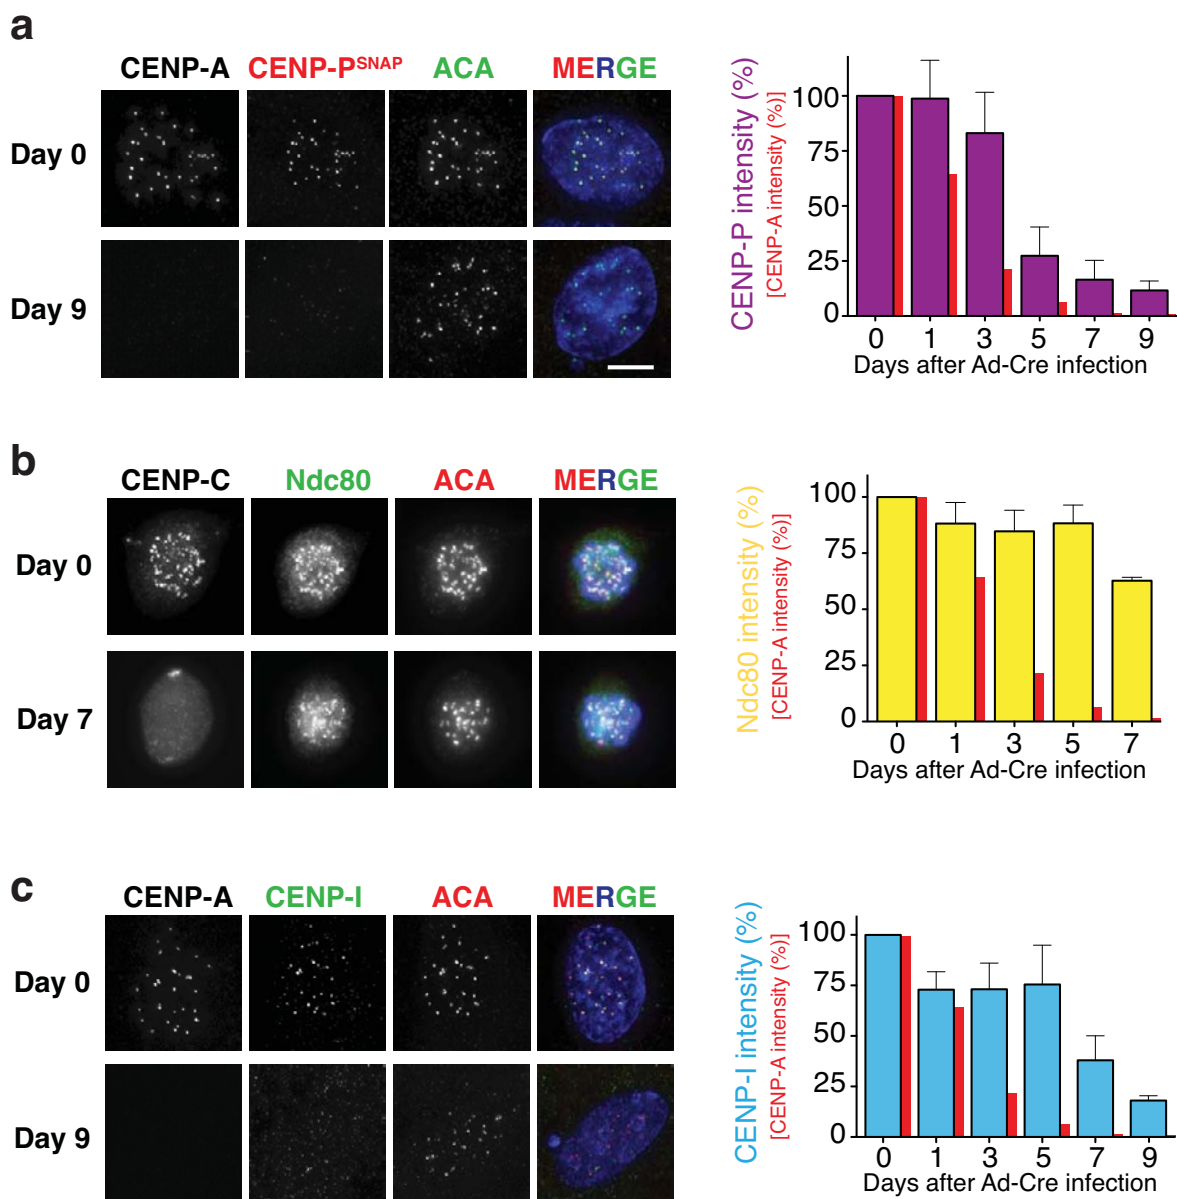 a
CENP-A CENP-P^SNAP ACA MERGE
Day 0
Day 9
CENP-P intensity (%)
[CENP-A intensity (%)]
100
75
50
25
0
0 1 3 5 7 9
Days after Ad-Cre infection
b
CENP-C Ndc80 ACA MERGE
Day 0
Day 7
Ndc80 intensity (%)
[CENP-A intensity (%)]
100
75
50
25
0
0 1 3 5 7
Days after Ad-Cre infection
c
CENP-A CENP-I ACA MERGE
Day 0
Day 9
CENP-I intensity (%)
[CENP-A intensity (%)]
100
75
50
25
0
0 1 3 5 7 9
Days after Ad-Cre infection